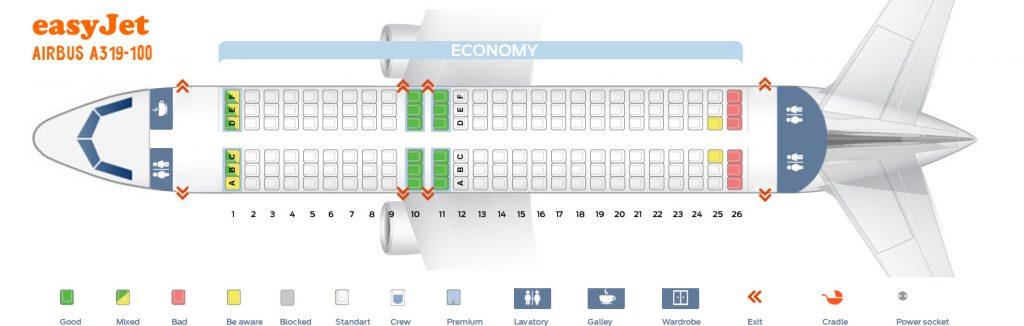 easyJet
AIRBUS A319-100
ECONOMY
F
E
D
F
E
D
C
B
A
C
B
A
1 2 3 4 5 6 7 8 9 10 11 12 13 14 15 16 17 18 19 20 21 22 23 24 25 26
Good Mixed Bad Be aware Blocked Standart Crew Premium Lavatory Galley Wardrobe Exit Cradle Power socket